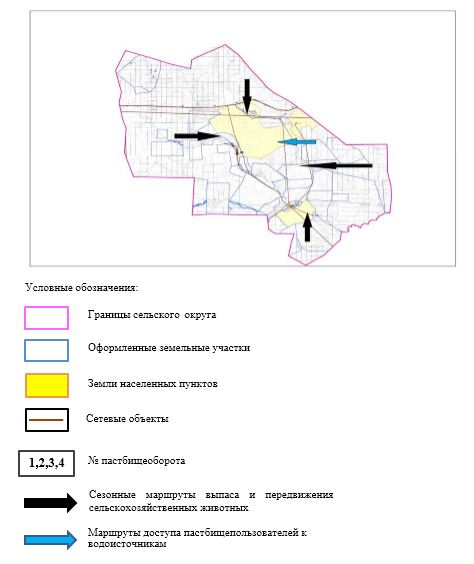 Условные обозначения:
Границы сельского округа
Оформленные земельные участки
Земли населенных пунктов
Сетевые объекты
1,2,3,4
№ пастбищеоборота
Сезонные маршруты выпаса и передвижения
сельскохозяйственных животных
Маршруты доступа пастбищепользователей к
водоисточникам